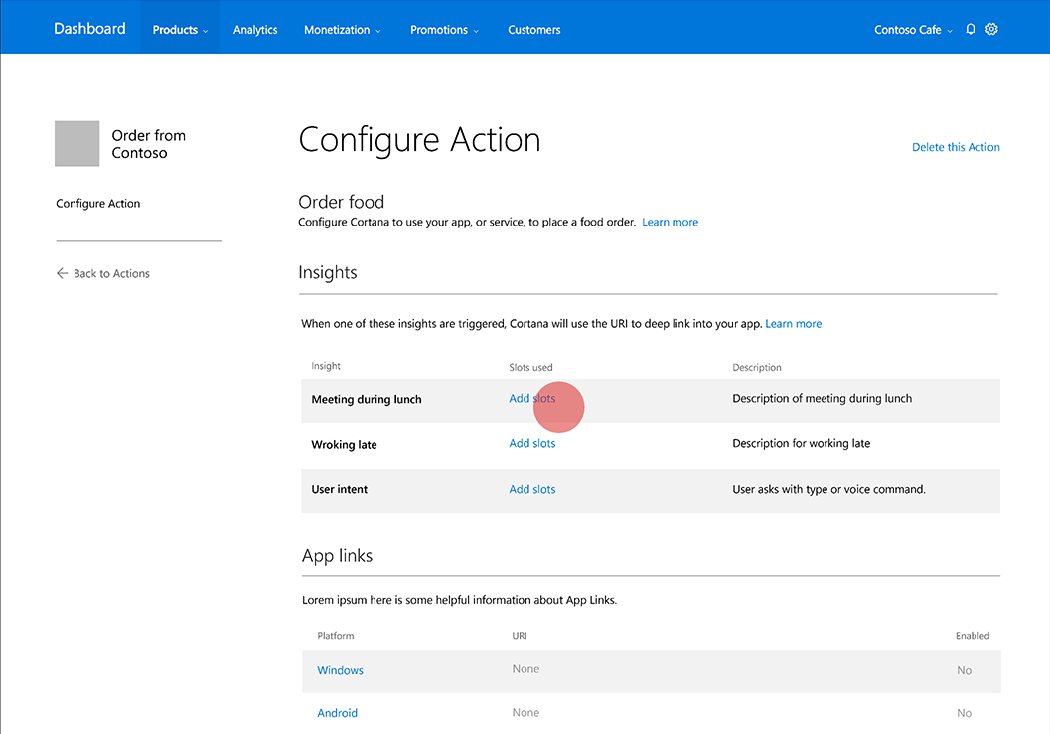 Dashboard Products Analytics Monetization Promotions Customers Contoso Cafe
Order from
Contoso
Configure Action
Back to Actions
Configure Action
Delete this Action
Order food
Configure Cortana to use your app, or service, to place a food order. Learn more
Insights
When one of these insights are triggered, Cortana will use the URI to deep link into your app. Learn more
Insight Slots used Description
Meeting during lunch Add slots Description of meeting during lunch
Wroking late Add slots Description for working late
User intent Add slots User asks with type or voice command.
App links
Lorem ipsum here is some helpful information about App Links.
Platform URI Enabled
Windows None No
Android None No